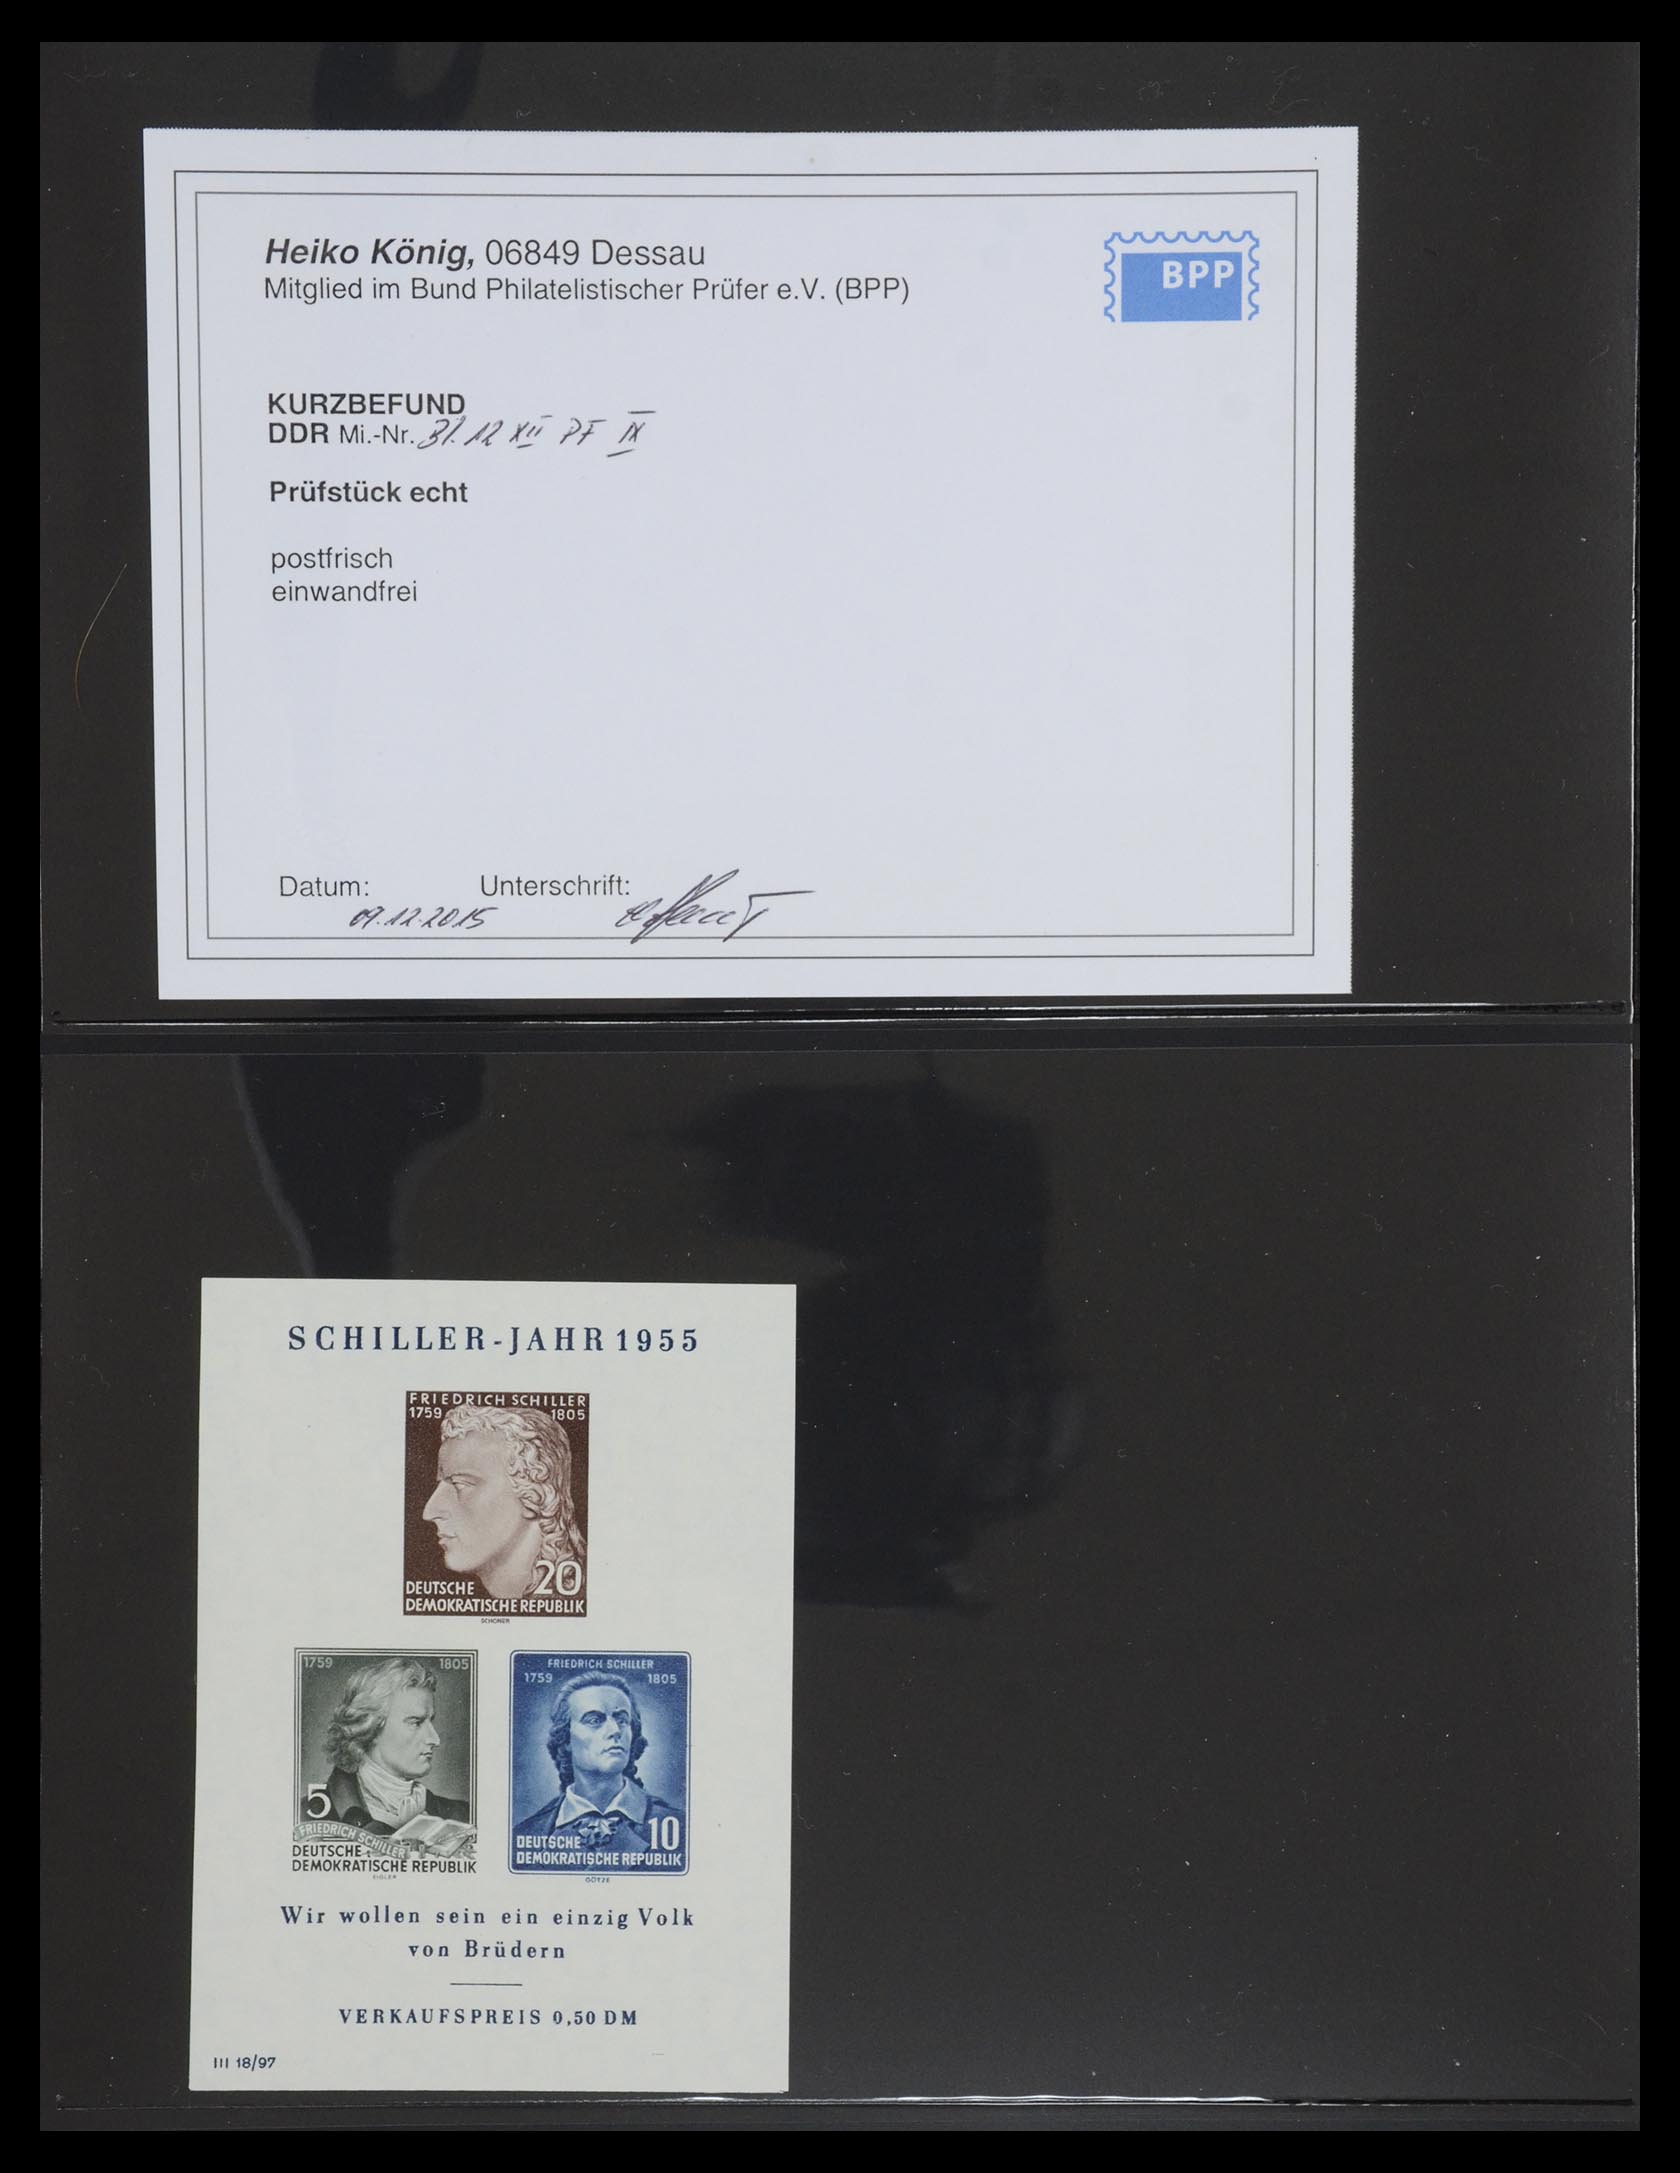 Heiko König, 06849 Dessau
Mitglied im Bund Philatelistischer Prüfer e.V. (BPP)
BPP
KURZBEFUND
DDR Mi.-Nr. Bl. 12 XII PF IX
Prüfstück echt
postfrisch
einwandfrei
Datum: Unterschrift:
09.12.2015
SCHILLER-JAHR 1955
FRIEDRICH SCHILLER
1759 1805
20
DEUTSCHE
DEMOKRATISCHE REPUBLIK
SCHONER
1759 1805
5
FRIEDRICH SCHILLER
DEUTSCHE
DEMOKRATISCHE REPUBLIK
EIGLER
FRIEDRICH SCHILLER
1759 1805
10
DEUTSCHE
DEMOKRATISCHE REPUBLIK
GÖTZE
Wir wollen sein ein einzig Volk
von Brüdern
VERKAUFSPREIS 0,50 DM
III 18/97